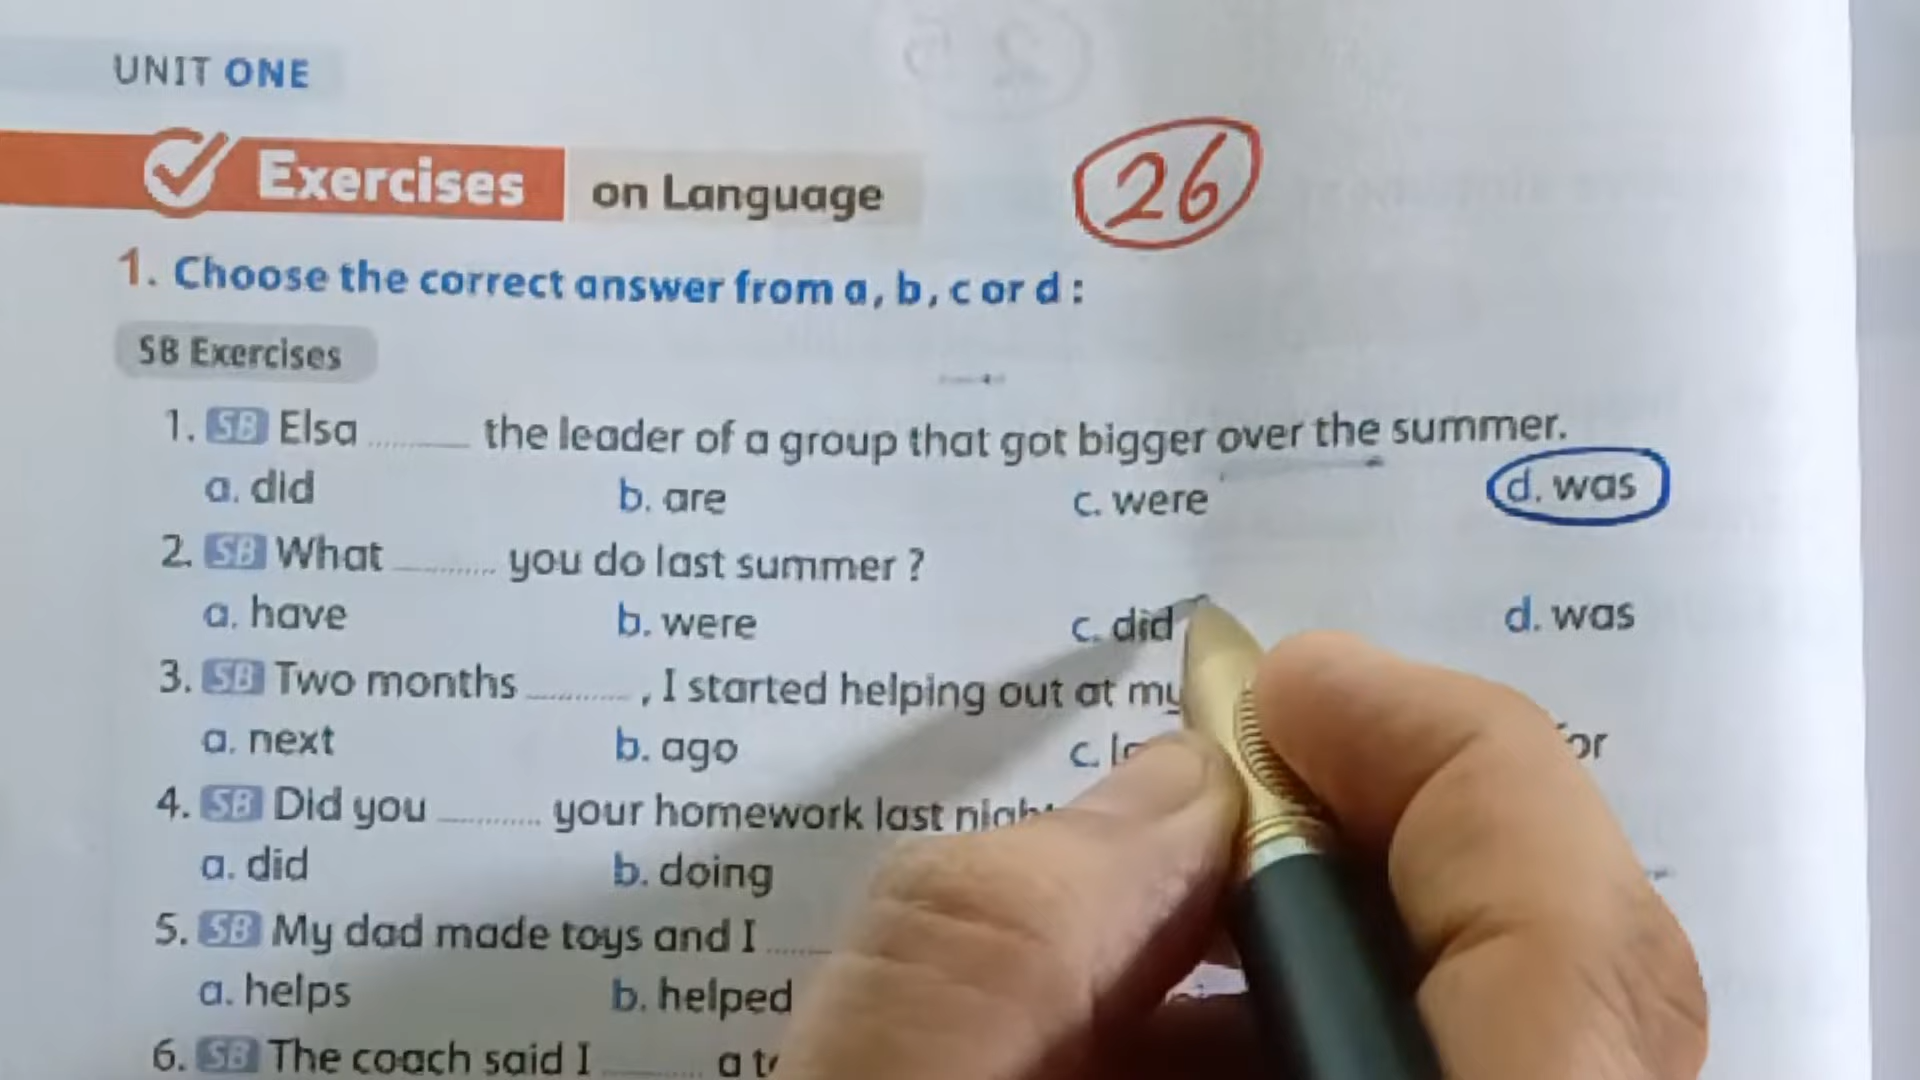 UNIT ONE
Exercises on Language
26
1. Choose the correct answer from a, b, c or d :
SB Exercises
1. SB Elsa .......... the leader of a group that got bigger over the summer.
a. did b. are c. were d. was
2. SB What .......... you do last summer ?
a. have b. were c. did d. was
3. SB Two months .......... , I started helping out at my
a. next b. ago c.
4. SB Did you .......... your homework last
a. did b. doing
5. SB My dad made toys and I ......
a. helps b. helped
6. SB The coach said I .......... a